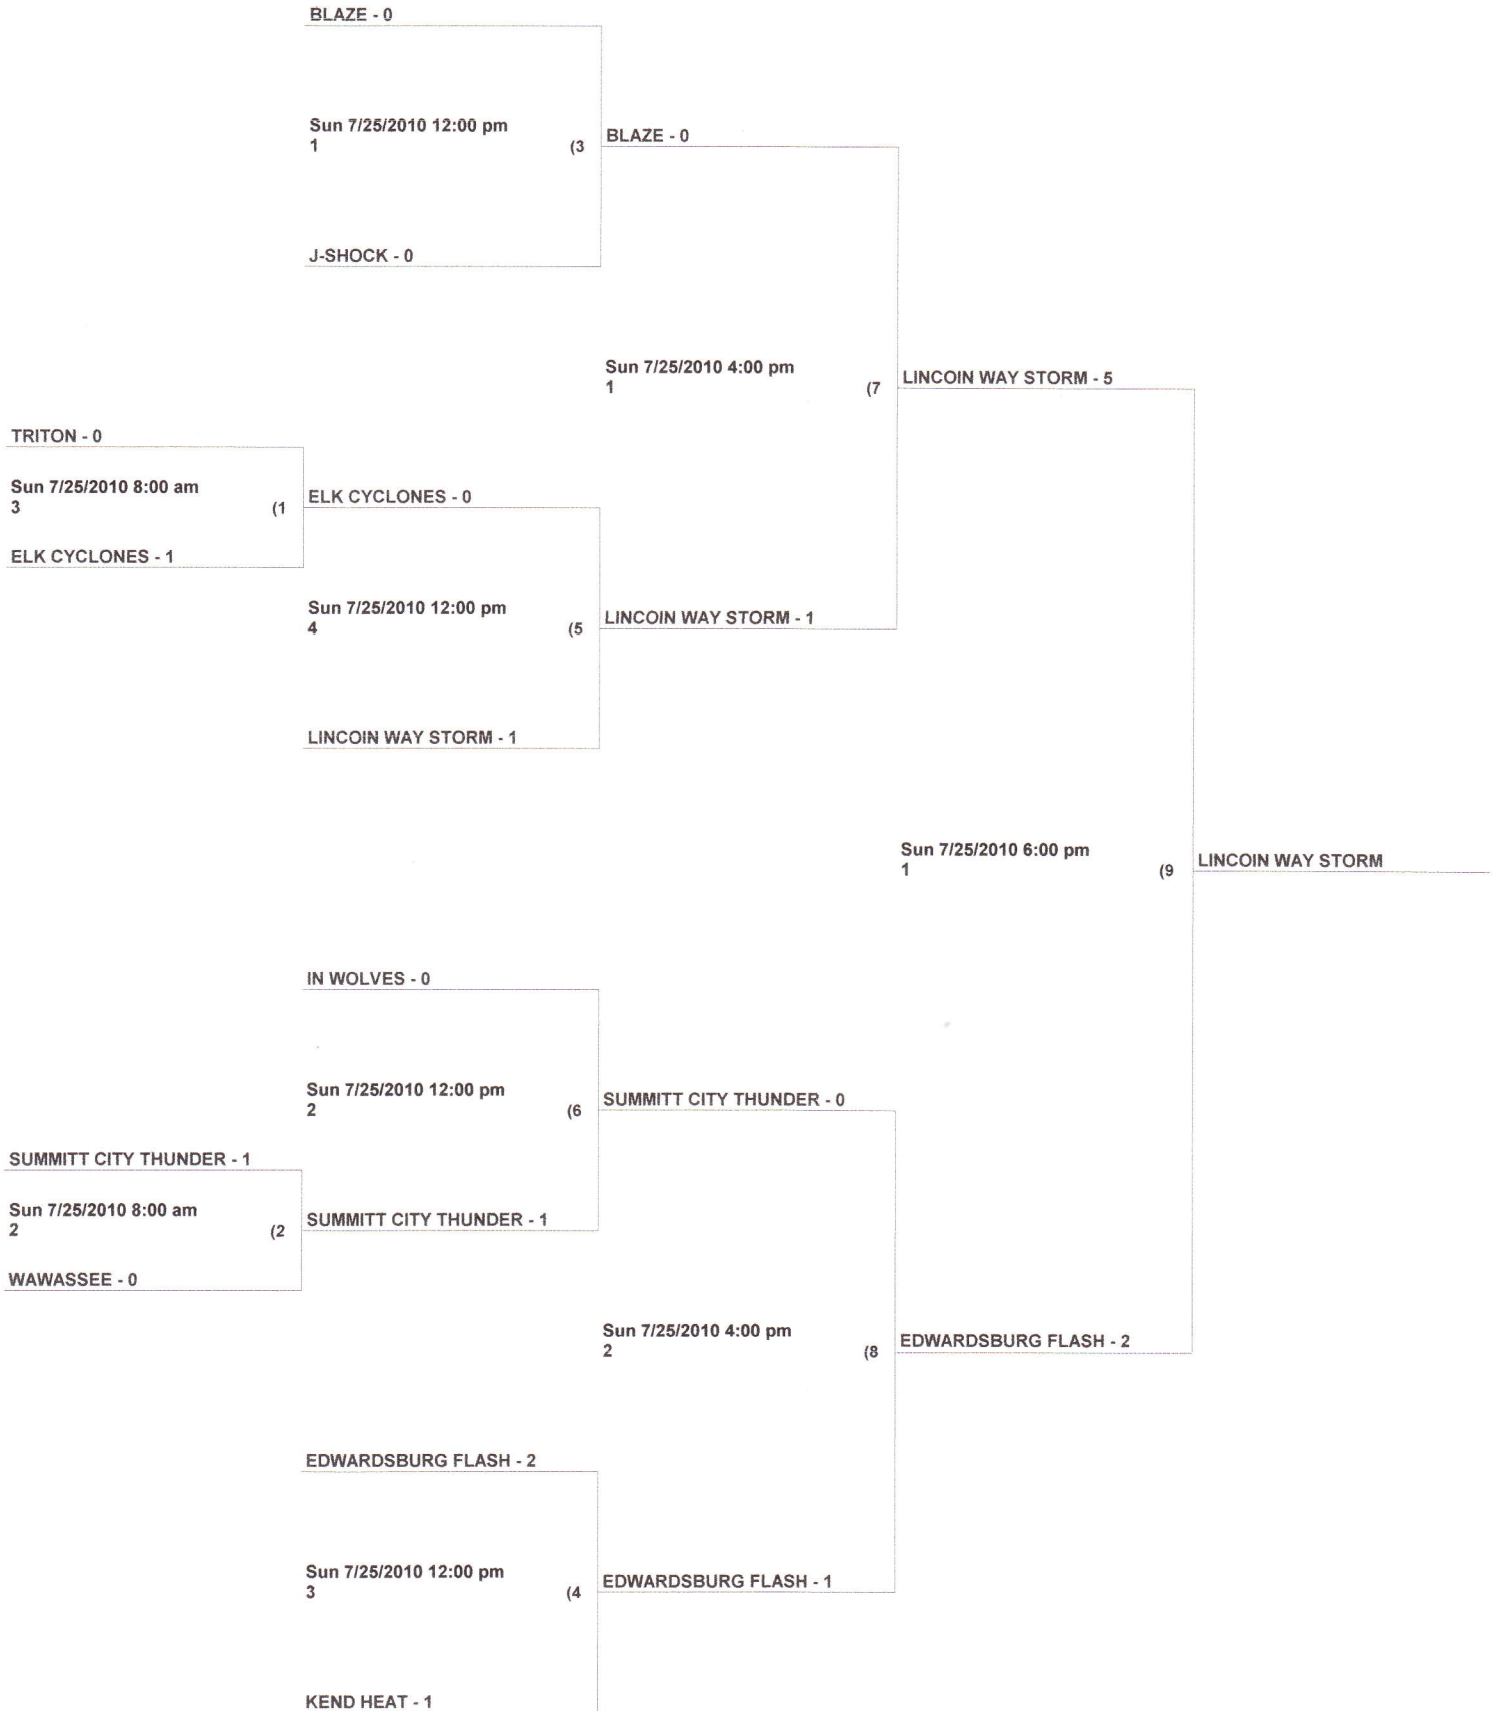 BLAZE - 0
Sun 7/25/2010 12:00 pm
1 (3
BLAZE - 0
J-SHOCK - 0
Sun 7/25/2010 4:00 pm
1 (7
LINCOIN WAY STORM - 5
TRITON - 0
Sun 7/25/2010 8:00 am
3 (1
ELK CYCLONES - 0
ELK CYCLONES - 1
Sun 7/25/2010 12:00 pm
4 (5
LINCOIN WAY STORM - 1
LINCOIN WAY STORM - 1
Sun 7/25/2010 6:00 pm
1 (9
LINCOIN WAY STORM
IN WOLVES - 0
Sun 7/25/2010 12:00 pm
2 (6
SUMMITT CITY THUNDER - 0
SUMMITT CITY THUNDER - 1
Sun 7/25/2010 8:00 am
2 (2
SUMMITT CITY THUNDER - 1
WAWASSEE - 0
Sun 7/25/2010 4:00 pm
2 (8
EDWARDSBURG FLASH - 2
EDWARDSBURG FLASH - 2
Sun 7/25/2010 12:00 pm
3 (4
EDWARDSBURG FLASH - 1
KEND HEAT - 1